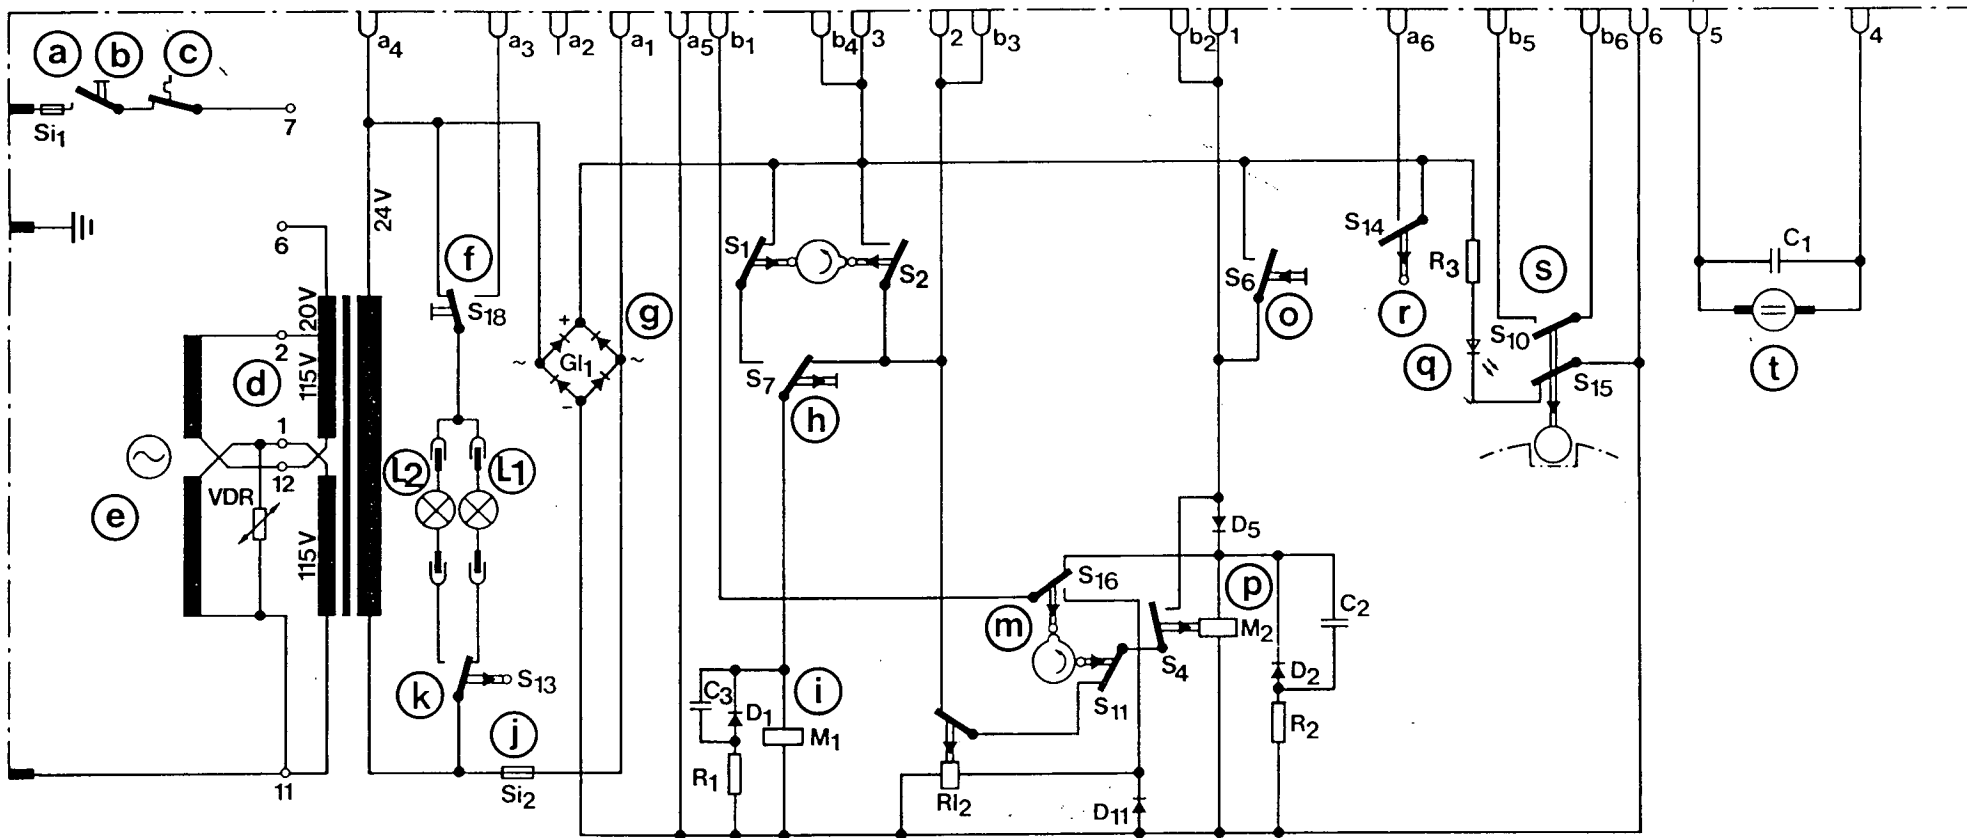 a4
a3
a2
a1
a5
b1
b4
3
2
b3
b2
1
a6
b5
b6
6
5
4
a
b
c
Si1
7
24V
6
S1
S2
S6
S14
R3
s
C1
f
S18
g
o
r
20V
2
d
115V
+
~
Gl1
~
-
S7
h
q
S10
S15
t
1
12
~
e
VDR
115V
L2
L1
D5
S16
p
m
M2
C2
S4
k
S13
C3
D1
i
M1
S11
D2
R2
j
Si2
R1
Rl2
D11
11